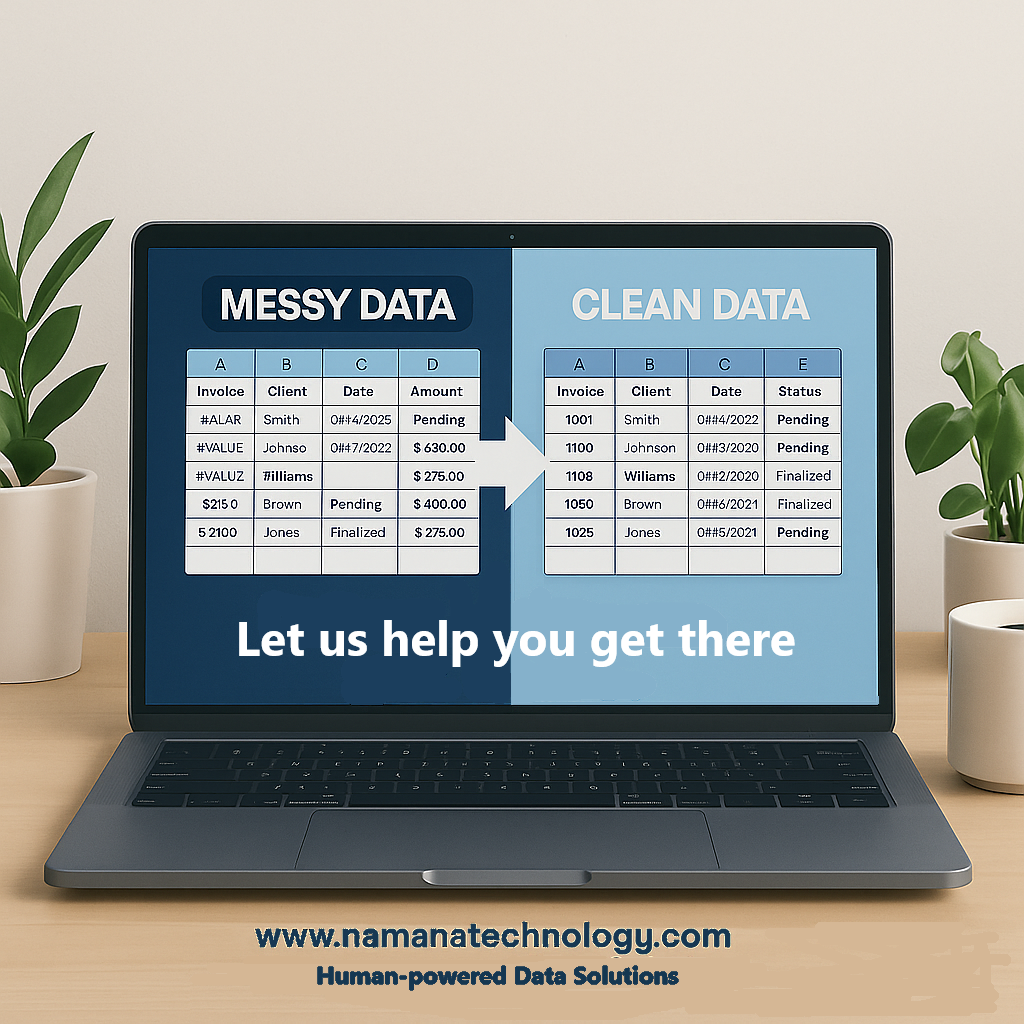 MESSY DATA
A B C D
Involce Client Date Amount
#ALAR Smith 0##4/2025 Pending
#VALUE Johnso 0##7/2022 $ 630.00
#VALUZ #illiams $ 275.00
$215 0 Brown Pending $ 400.00
5 2100 Jones Finalized $ 275.00
CLEAN DATA
A B C E
Invoice Client Date Status
1001 Smith 0##4/2022 Pending
1100 Johnson 0##3/2020 Pending
1108 Wiliams 0##2/2020 Finalized
1050 Brown 0##6/2021 Finalized
1025 Jones 0##5/2021 Pending
Let us help you get there
www.namanatechnology.com
Human-powered Data Solutions